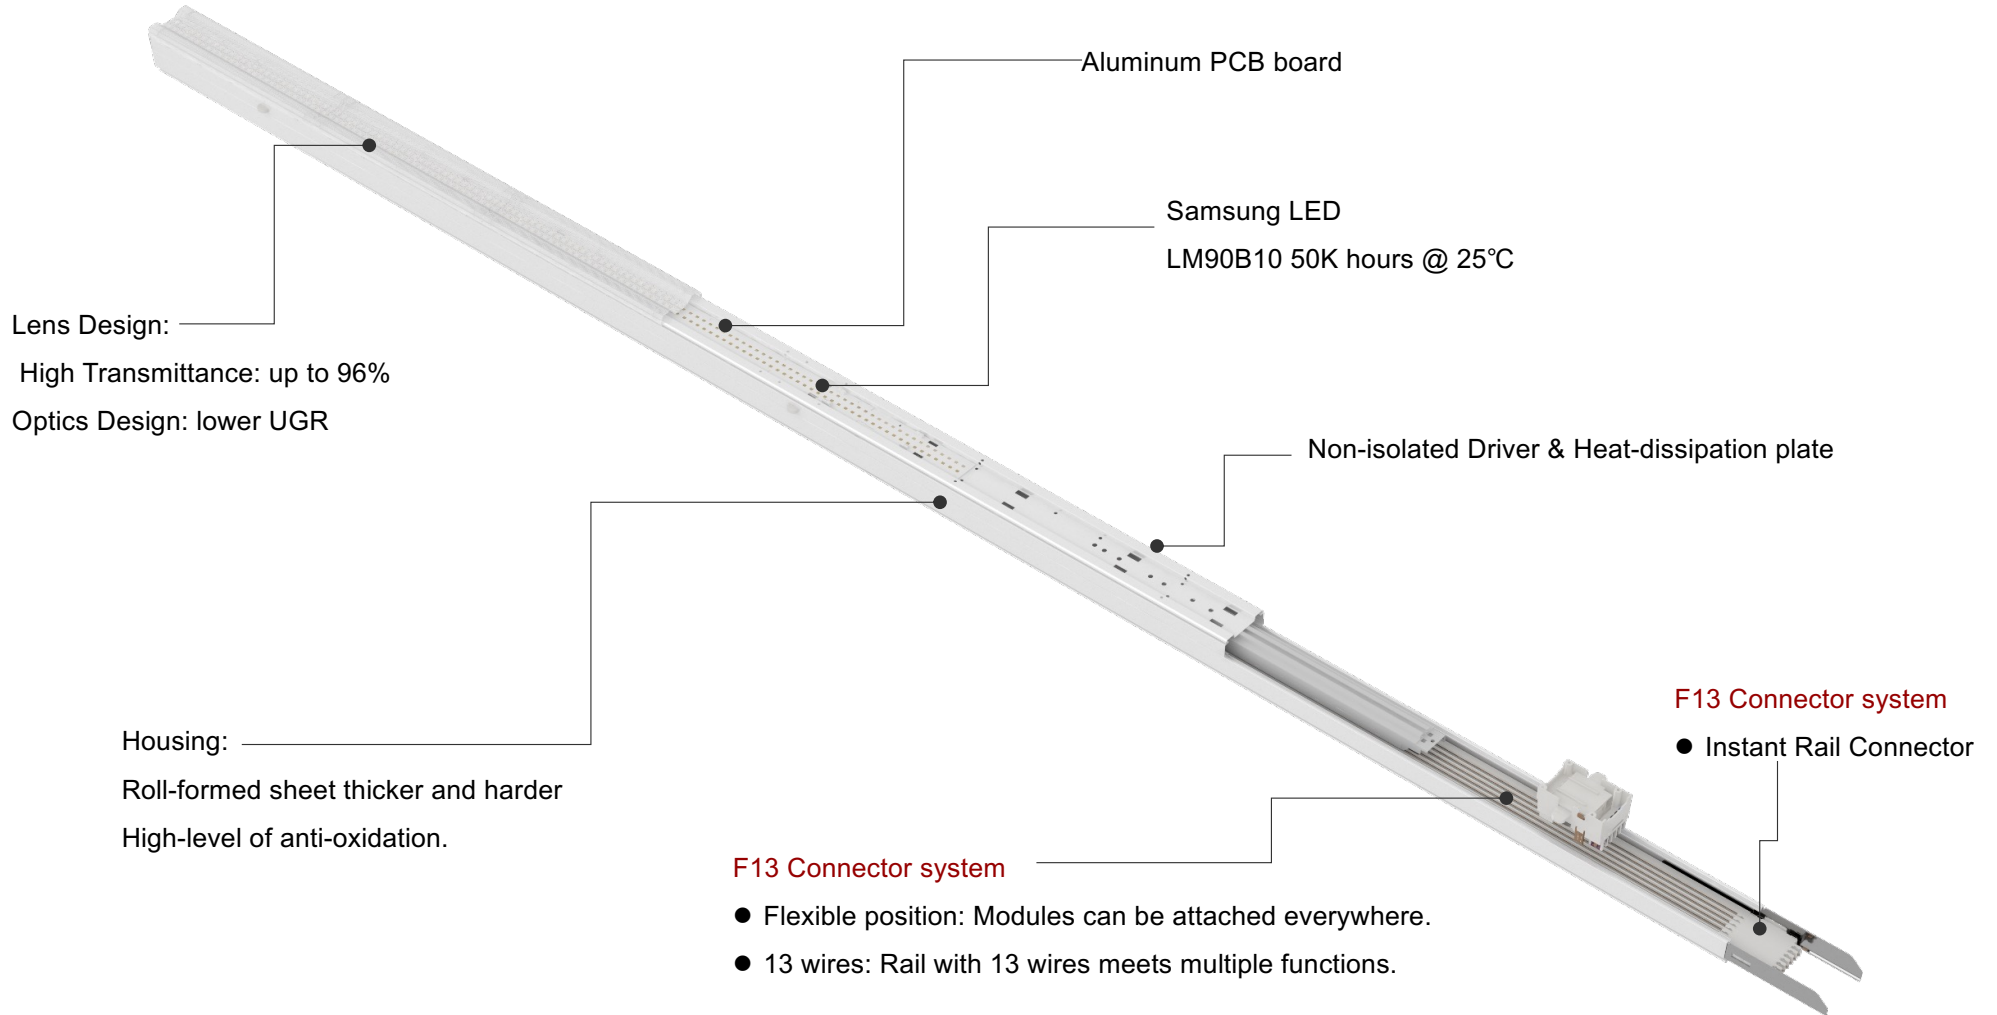 Aluminum PCB board
Samsung LED
LM90B10 50K hours @ 25℃
Lens Design:
High Transmittance: up to 96%
Optics Design: lower UGR
Non-isolated Driver & Heat-dissipation plate
Housing:
Roll-formed sheet thicker and harder
High-level of anti-oxidation.
F13 Connector system
● Instant Rail Connector
F13 Connector system
● Flexible position: Modules can be attached everywhere.
● 13 wires: Rail with 13 wires meets multiple functions.